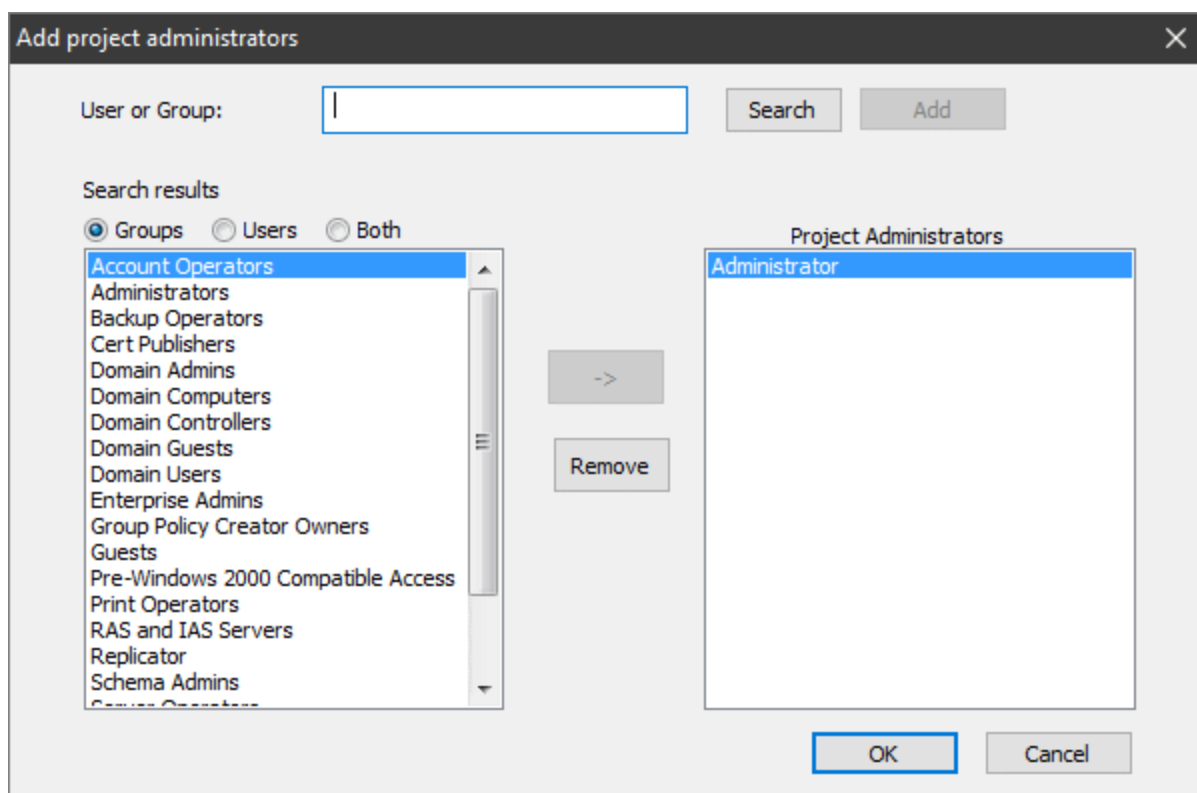 Add project administrators
User or Group:
Search
Add
Search results
Groups
Users
Both
Project Administrators
Account Operators
Administrators
Backup Operators
Cert Publishers
Domain Admins
Domain Computers
Domain Controllers
Domain Guests
Domain Users
Enterprise Admins
Group Policy Creator Owners
Guests
Pre-Windows 2000 Compatible Access
Print Operators
RAS and IAS Servers
Replicator
Schema Admins
Administrator
->
Remove
OK
Cancel